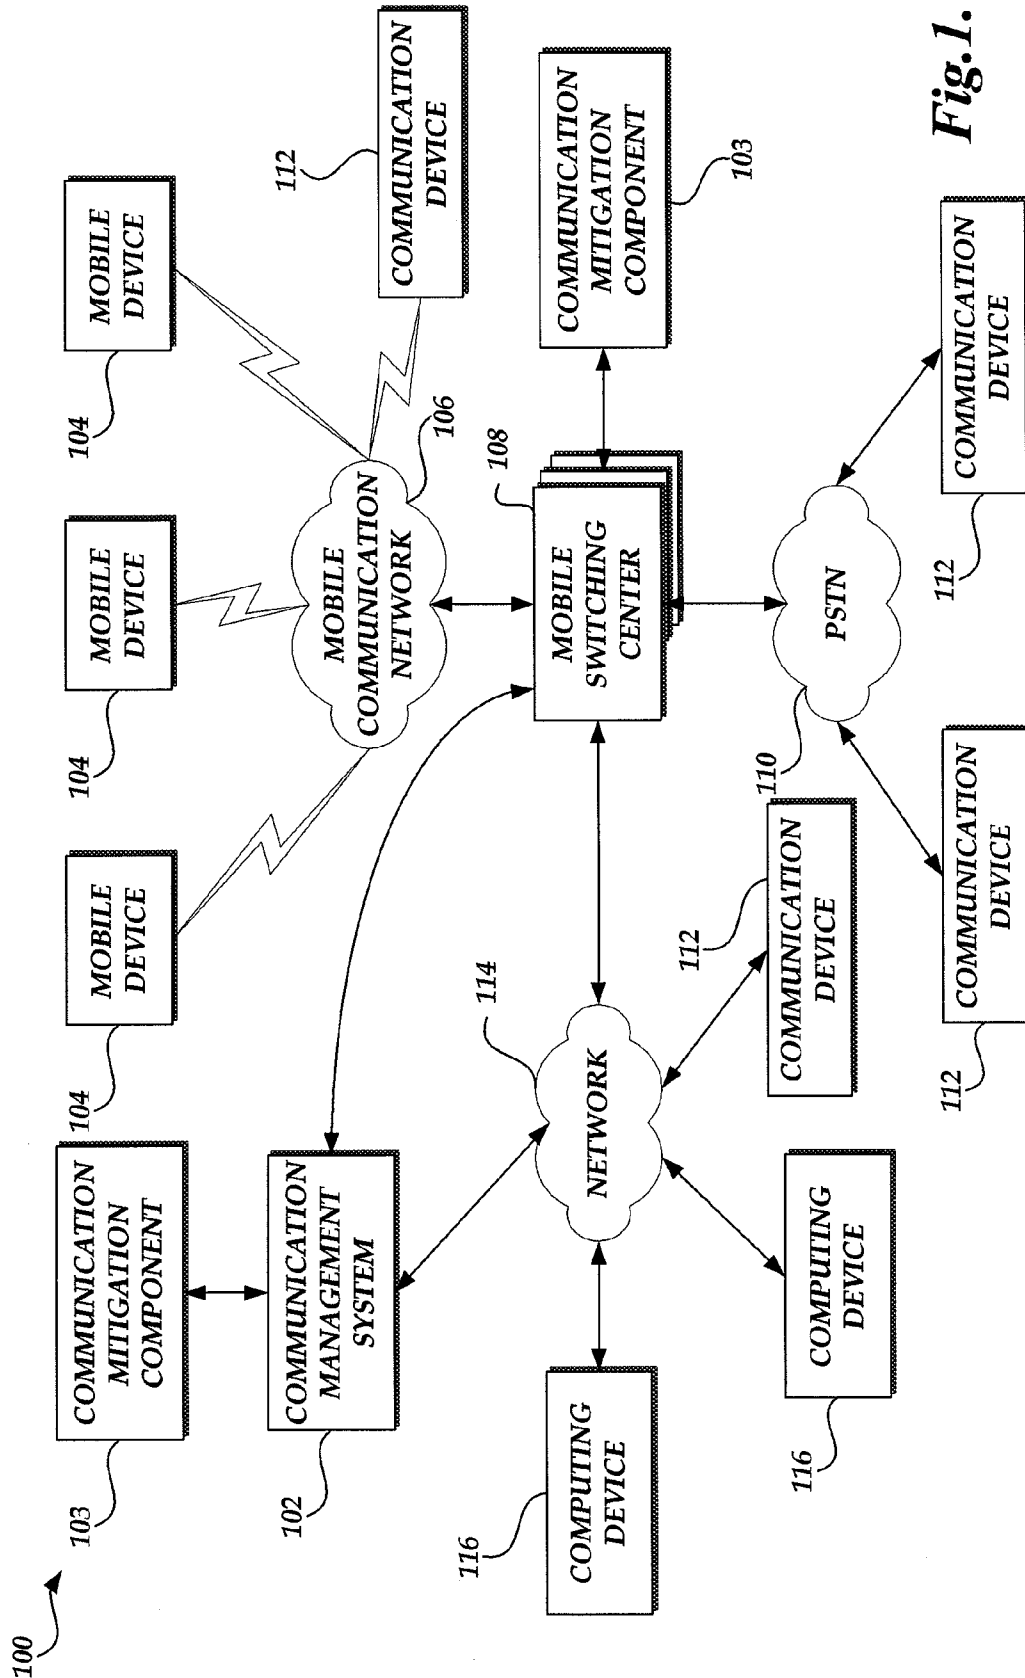 100
103
COMMUNICATION
MITIGATION
COMPONENT
104
MOBILE
DEVICE
104
MOBILE
DEVICE
104
MOBILE
DEVICE
102
COMMUNICATION
MANAGEMENT
SYSTEM
MOBILE
COMMUNICATION
NETWORK
106
112
COMMUNICATION
DEVICE
116
COMPUTING
DEVICE
114
NETWORK
108
MOBILE
SWITCHING
CENTER
COMMUNICATION
MITIGATION
COMPONENT
103
112
COMMUNICATION
DEVICE
116
COMPUTING
DEVICE
110
PSTN
112
COMMUNICATION
DEVICE
112
COMMUNICATION
DEVICE
Fig.1.